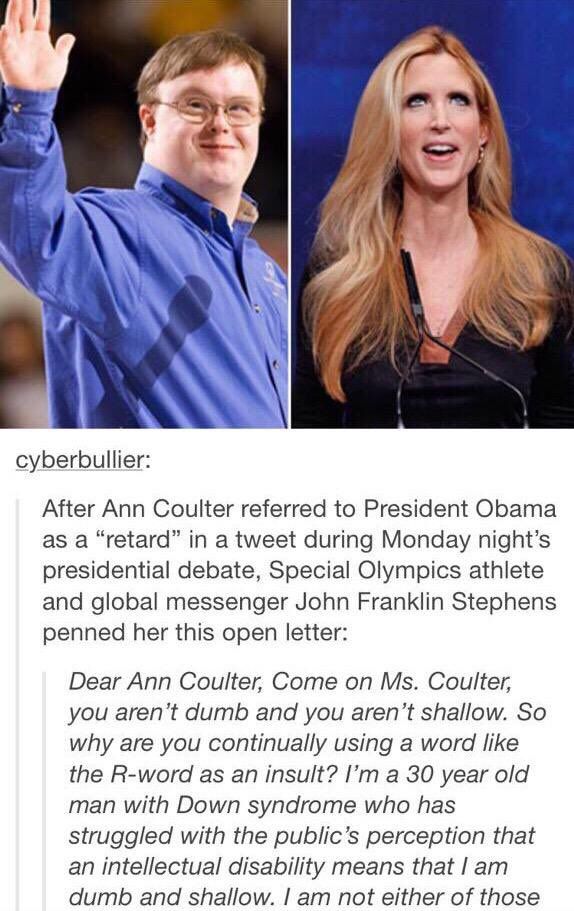 cyberbullier:
After Ann Coulter referred to President Obama
as a “retard” in a tweet during Monday night’s
presidential debate, Special Olympics athlete
and global messenger John Franklin Stephens
penned her this open letter:
Dear Ann Coulter, Come on Ms. Coulter,
you aren’t dumb and you aren’t shallow. So
why are you continually using a word like
the R-word as an insult? I’m a 30 year old
man with Down syndrome who has
struggled with the public’s perception that
an intellectual disability means that I am
dumb and shallow. I am not either of those